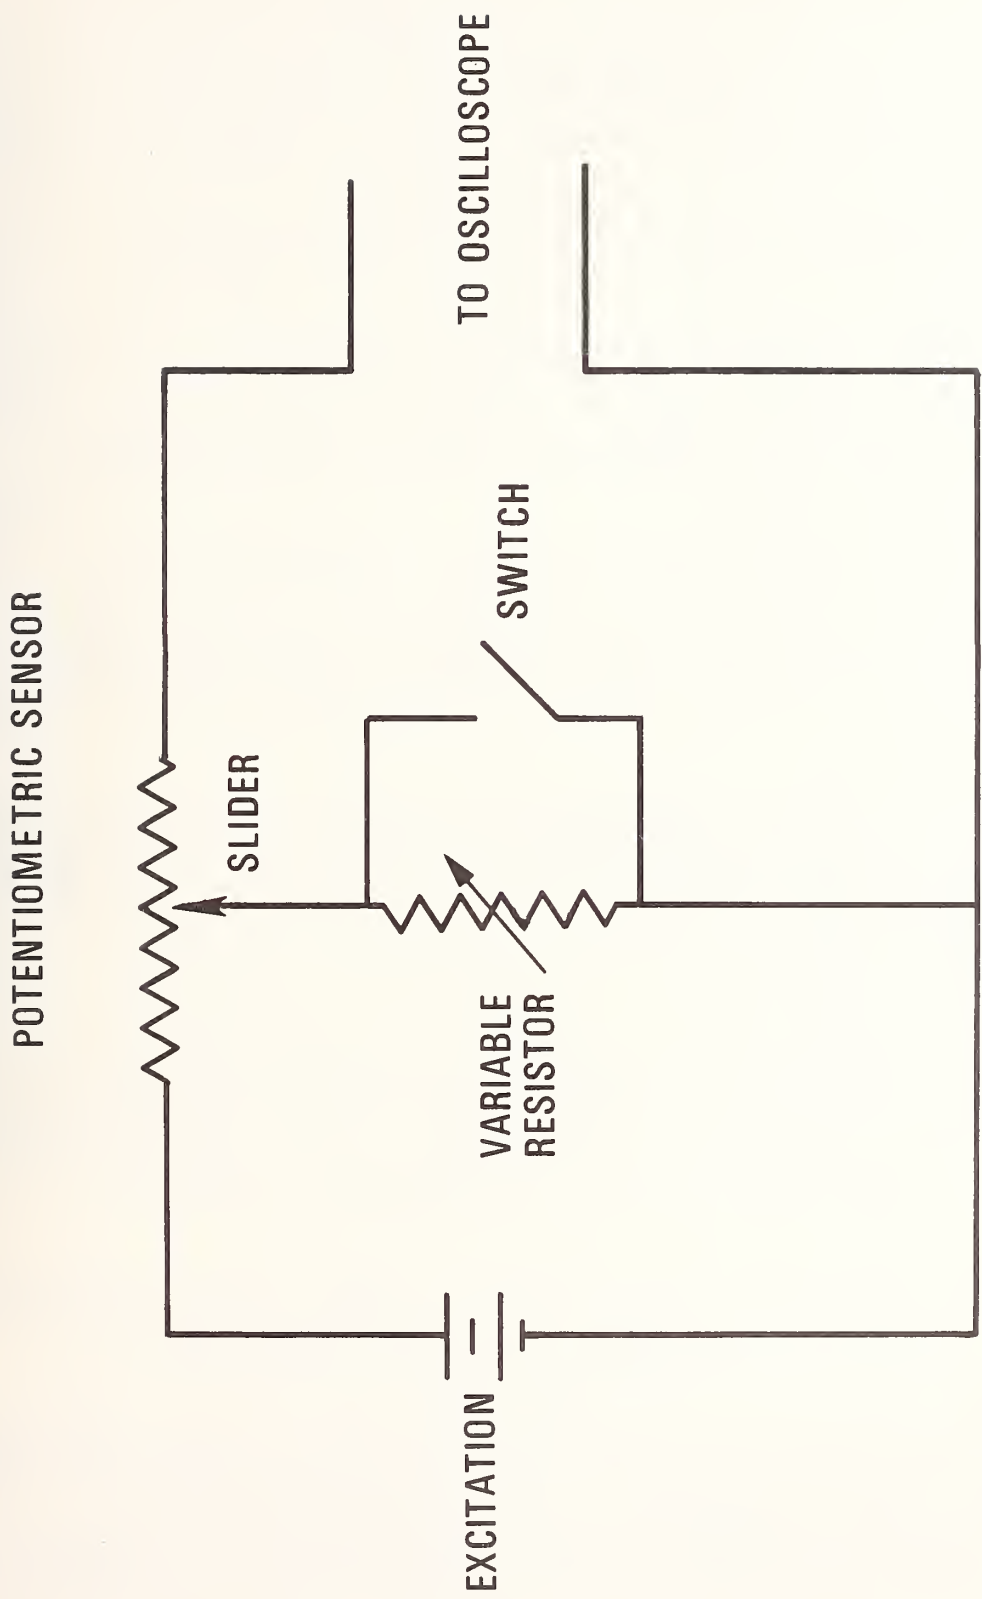 POTENTIOMETRIC SENSOR
SLIDER
VARIABLE
RESISTOR
SWITCH
EXCITATION
TO OSCILLOSCOPE